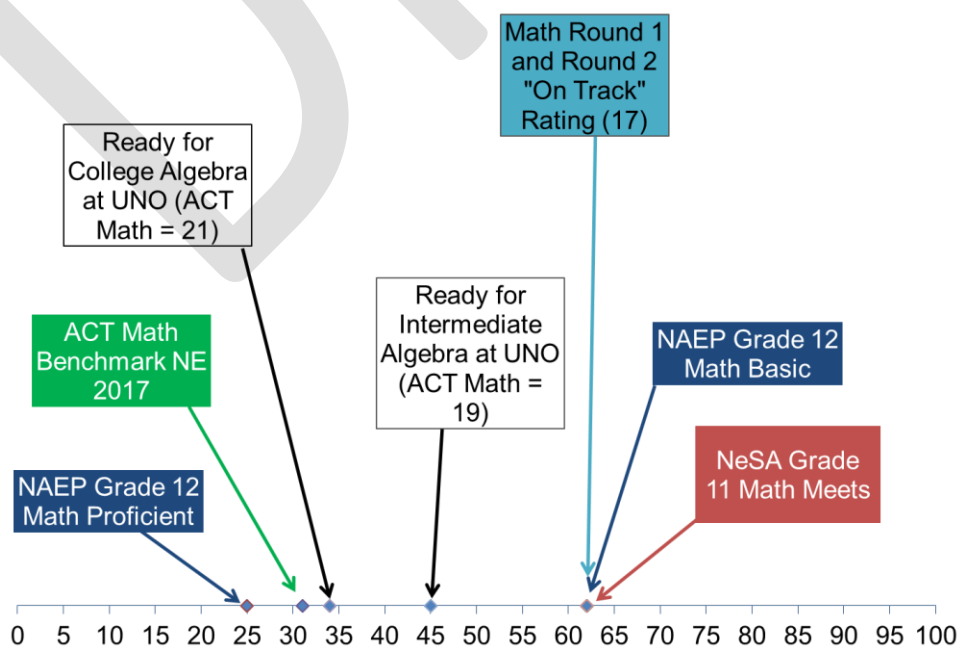 Math Round 1
and Round 2
"On Track"
Rating (17)
Ready for
College Algebra
at UNO (ACT
Math = 21)
Ready for
Intermediate
Algebra at UNO
(ACT Math =
19)
ACT Math
Benchmark NE
2017
NAEP Grade 12
Math Basic
NeSA Grade
11 Math Meets
NAEP Grade 12
Math Proficient
0 5 10 15 20 25 30 35 40 45 50 55 60 65 70 75 80 85 90 95 100